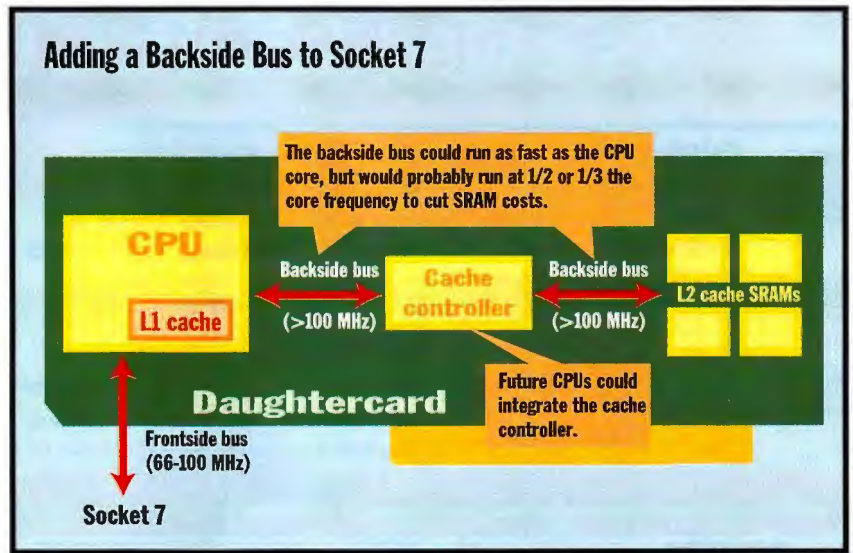 Adding a Backside Bus to Socket 7
The backside bus could run as fast as the CPU
core, but would probably run at 1/2 or 1/3 the
core frequency to cut SRAM costs.
CPU
L1 cache
Backside bus
(>100 MHz)
Cache
controller
Backside bus
(>100 MHz)
L2 cache SRAMs
Future CPUs could
integrate the cache
controller.
Daughtercard
Frontside bus
(66-100 MHz)
Socket 7